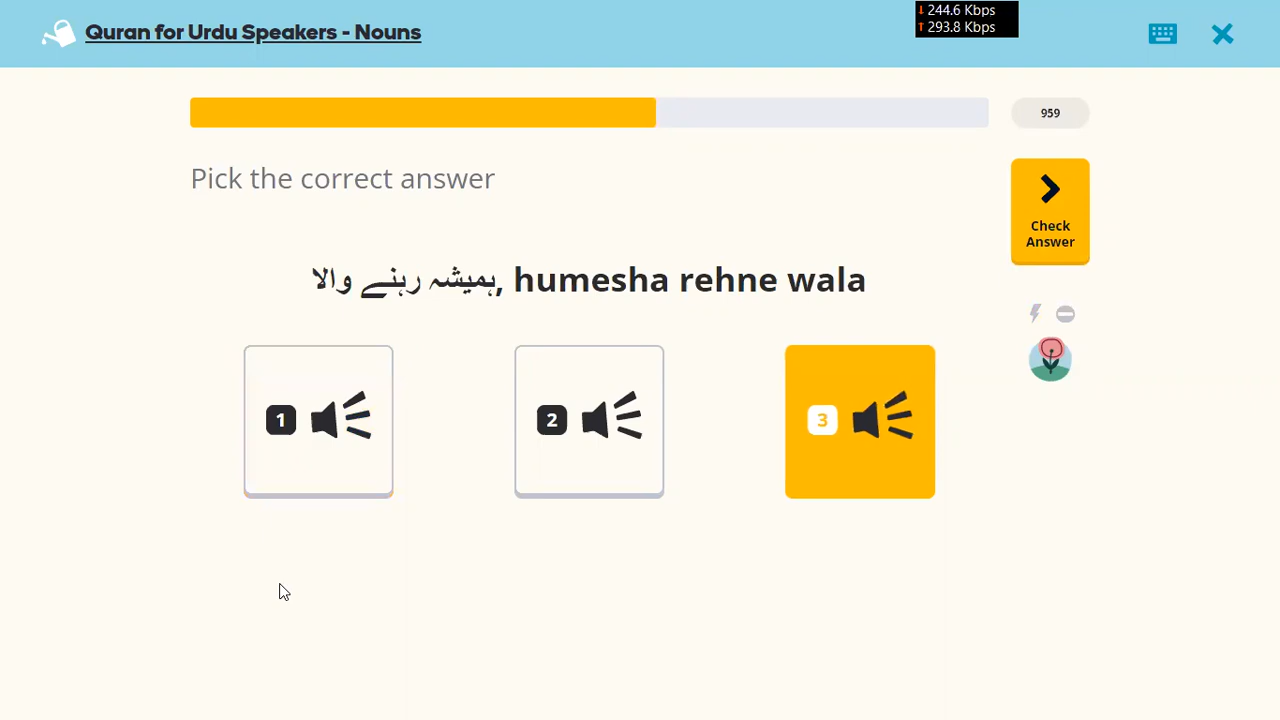 Quran for Urdu Speakers - Nouns
244.6 Kbps
293.8 Kbps
959
Pick the correct answer
Check
Answer
ہمیشہ رہنے والا, humesha rehne wala
1
2
3